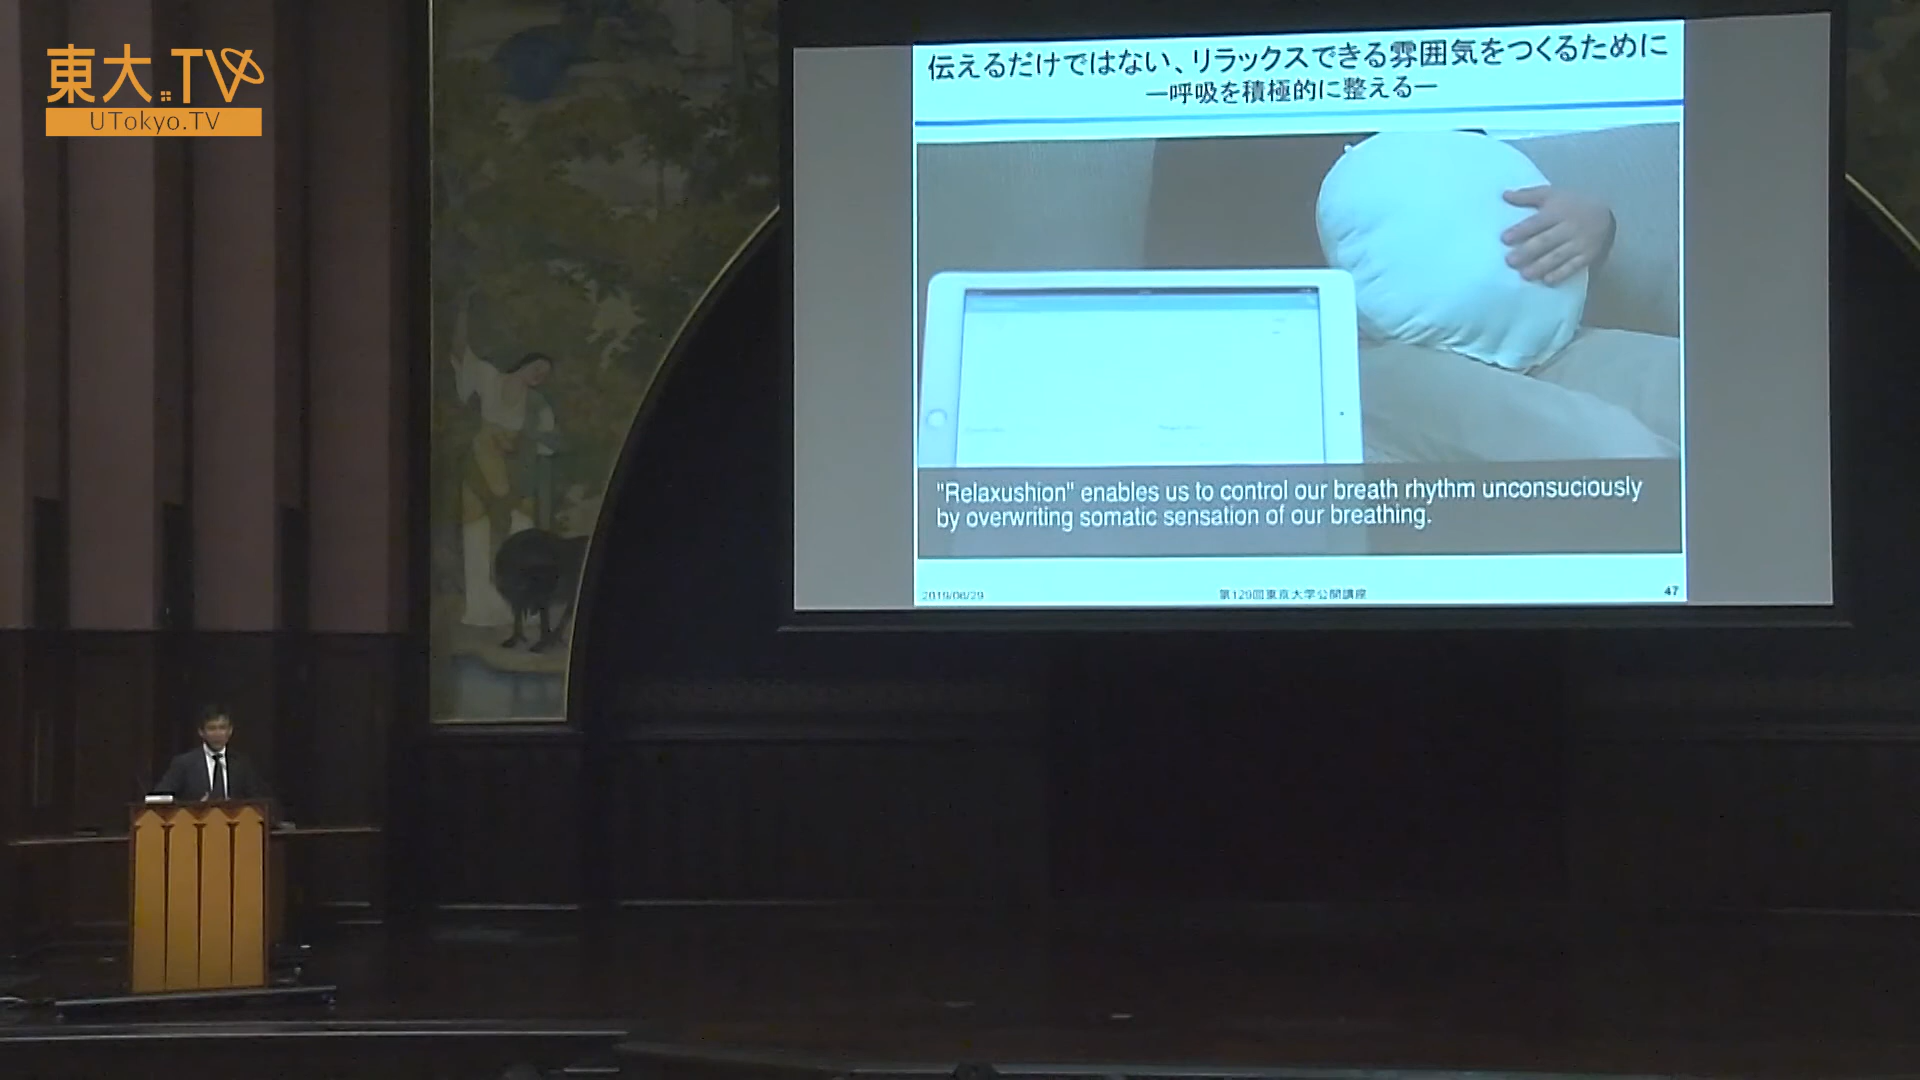 東大.TV
UTokyo.TV
伝えるだけではない、リラックスできる雰囲気をつくるために
―呼吸を積極的に整える―
"Relaxushion" enables us to control our breath rhythm unconsuciously
by overwriting somatic sensation of our breathing.
2019/06/29
第129回東京大学公開講座
47